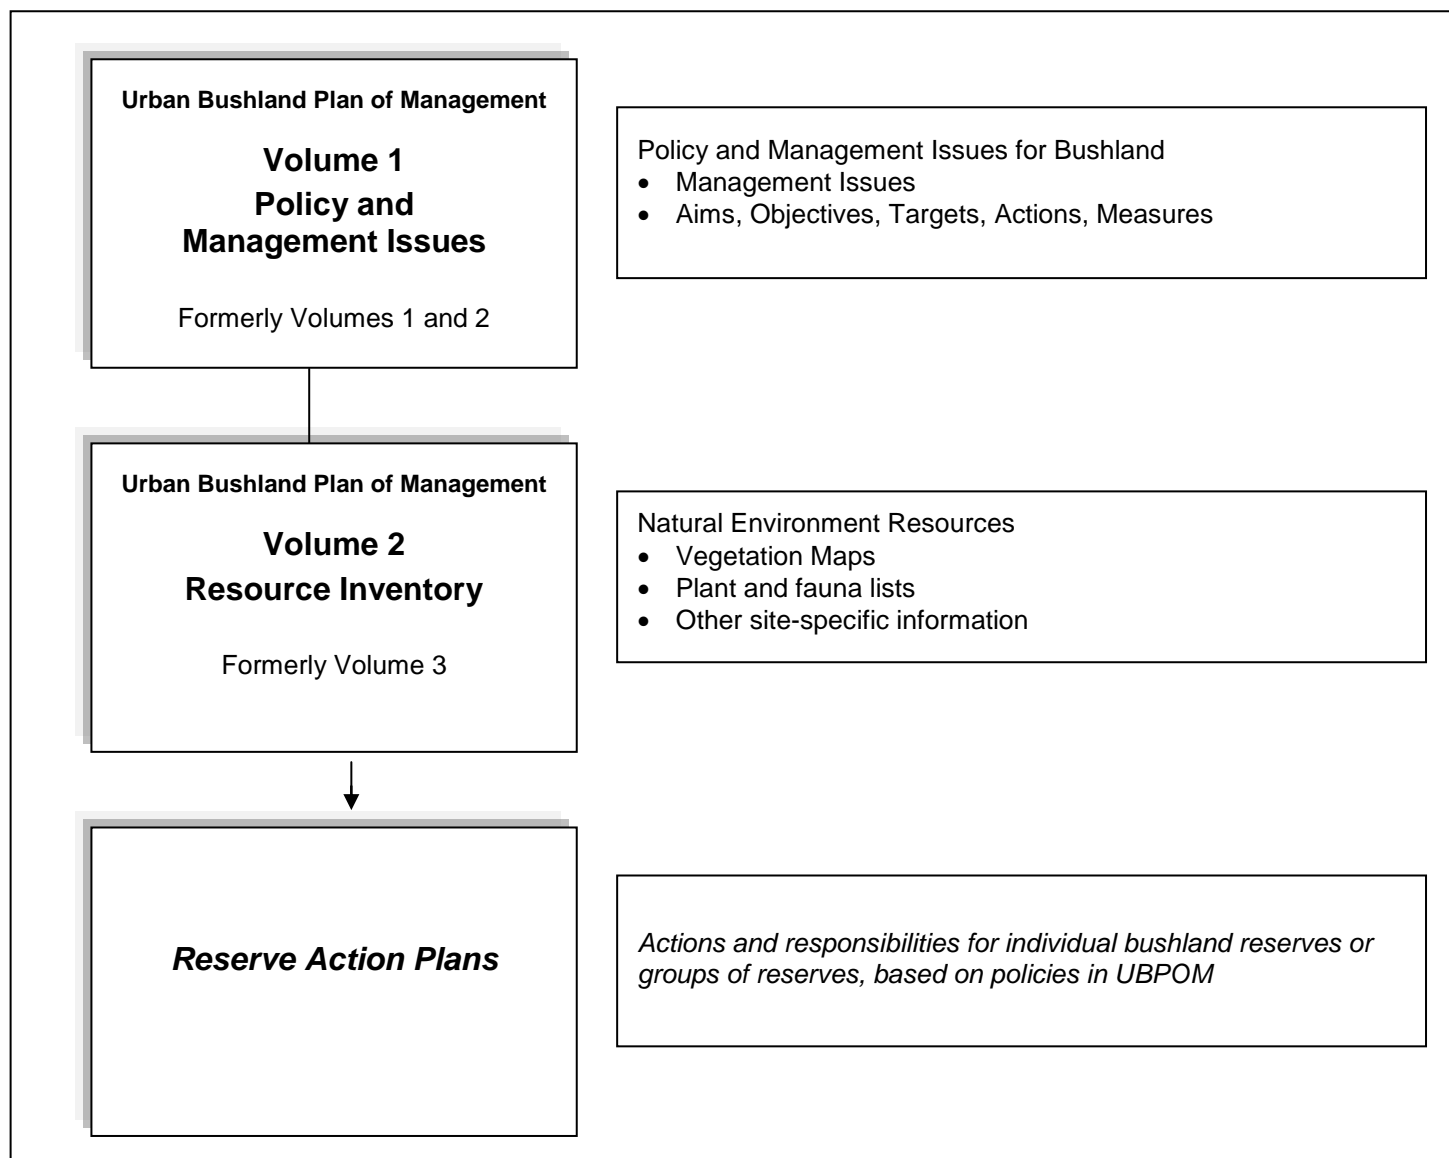 Urban Bushland Plan of Management
Volume 1
Policy and
Management Issues
Formerly Volumes 1 and 2
Policy and Management Issues for Bushland
• Management Issues
• Aims, Objectives, Targets, Actions, Measures
Urban Bushland Plan of Management
Volume 2
Resource Inventory
Formerly Volume 3
Natural Environment Resources
• Vegetation Maps
• Plant and fauna lists
• Other site-specific information
Reserve Action Plans
Actions and responsibilities for individual bushland reserves or
groups of reserves, based on policies in UBPOM